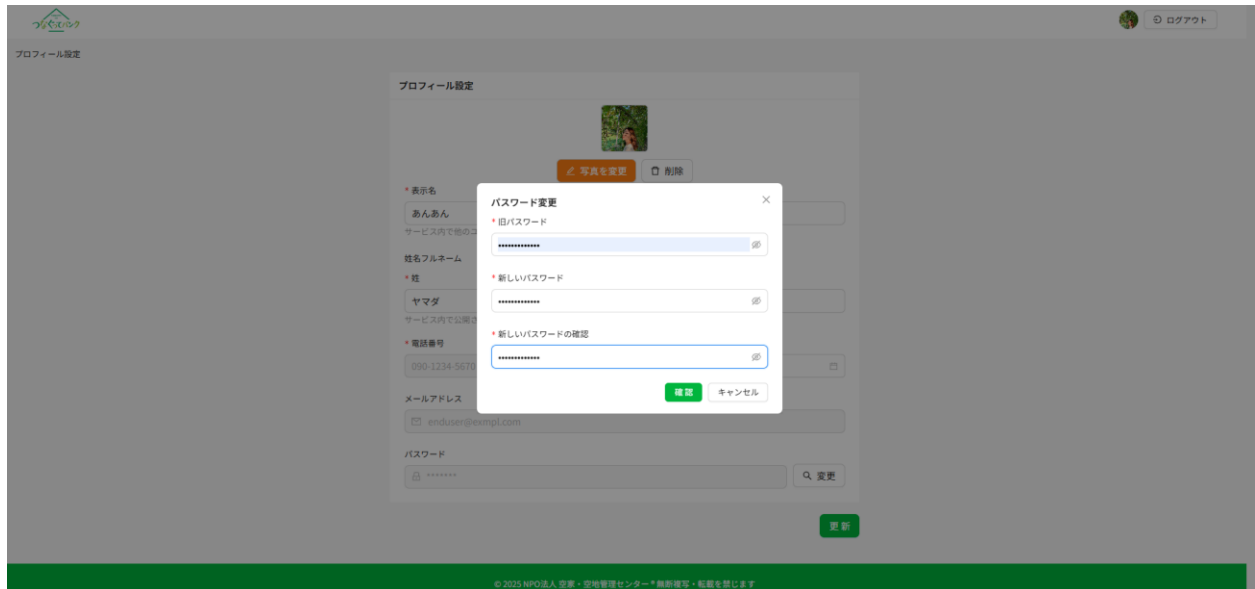 つなぐバンク
ログアウト
プロフィール設定
プロフィール設定
写真を変更
削除
* 表示名
あんあん
サービス内で他のユ
姓名フルネーム
* 姓
ヤマダ
サービス内で公開さ
* 電話番号
090-1234-5670
メールアドレス
enduser@exmpl.com
パスワード
*******
変更
パスワード変更
* 旧パスワード
•••••••••••••
* 新しいパスワード
•••••••••••••
* 新しいパスワードの確認
•••••••••••••
確認
キャンセル
更新
© 2025 NPO法人 空家・空地管理センター * 無断複写・転載を禁じます